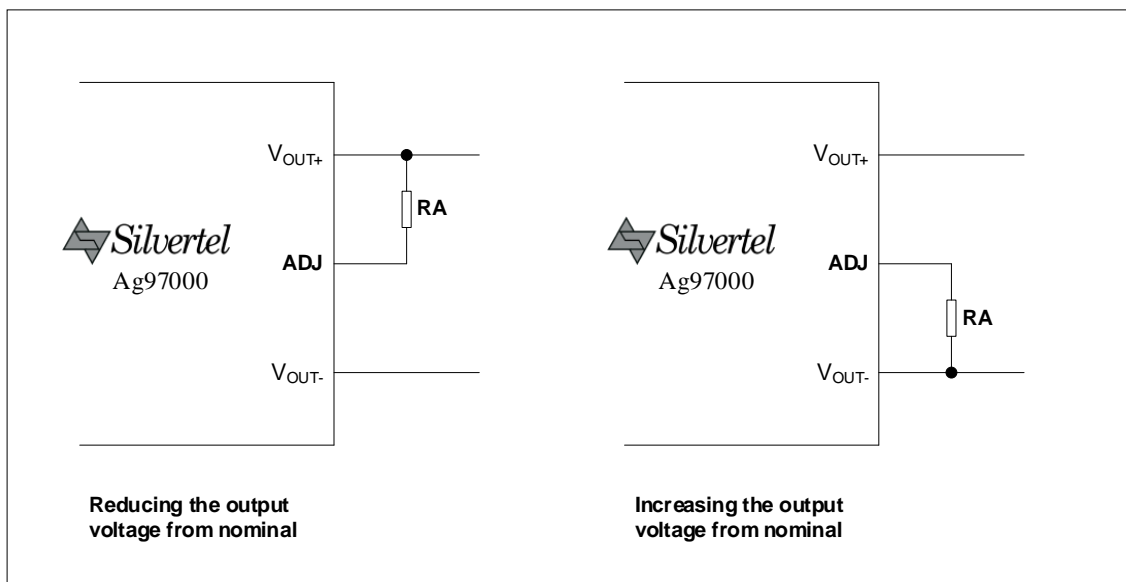 VOUT+
RA
Silvertel
ADJ
Ag97000
VOUT-
Reducing the output
voltage from nominal
VOUT+
Silvertel
ADJ
Ag97000
RA
VOUT-
Increasing the output
voltage from nominal